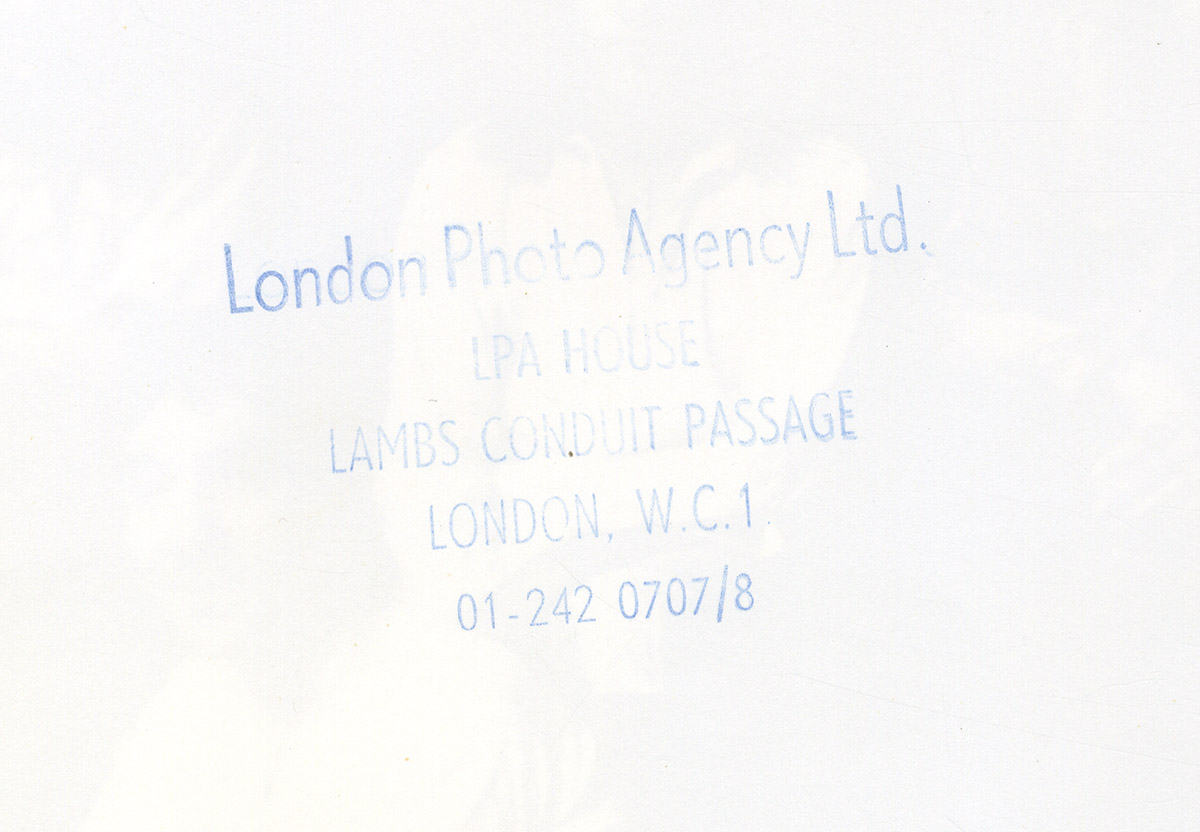 London Photo Agency Ltd.
LPA HOUSE
LAMBS CONDUIT PASSAGE
LONDON, W.C.1.
01-242 0707/8